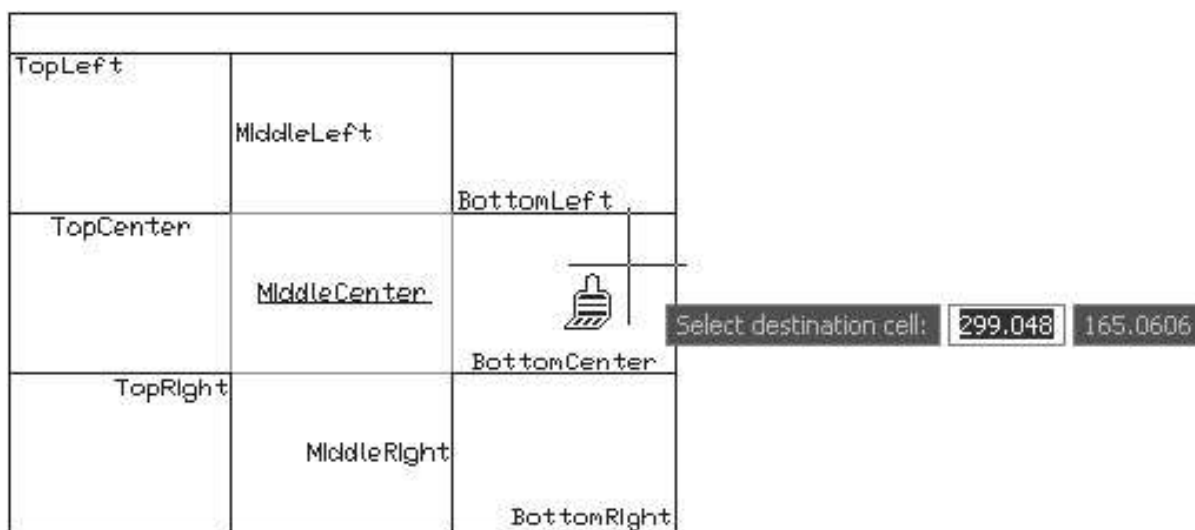 TopLeft
MiddleLeft
BottomLeft
TopCenter
MiddleCenter
Select destination cell: 299.048 165.0606
BottomCenter
TopRight
MiddleRight
BottomRight